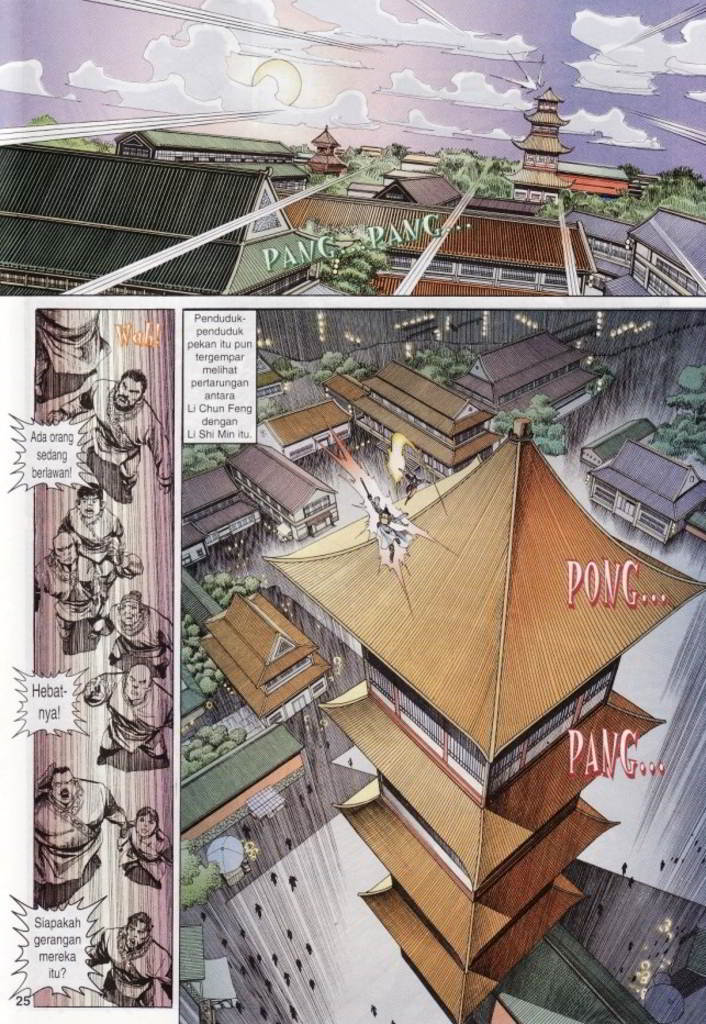 PANG...PANG...
Wah!
Ada orang
sedang
berlawan!
Hebat-
nya!
Siapakah
gerangan
mereka
itu?
Penduduk-
penduduk
pekan itu pun
tergempar
melihat
pertarungan
antara
Li Chun Feng
dengan
Li Shi Min itu.
PONG...
PANG...
25